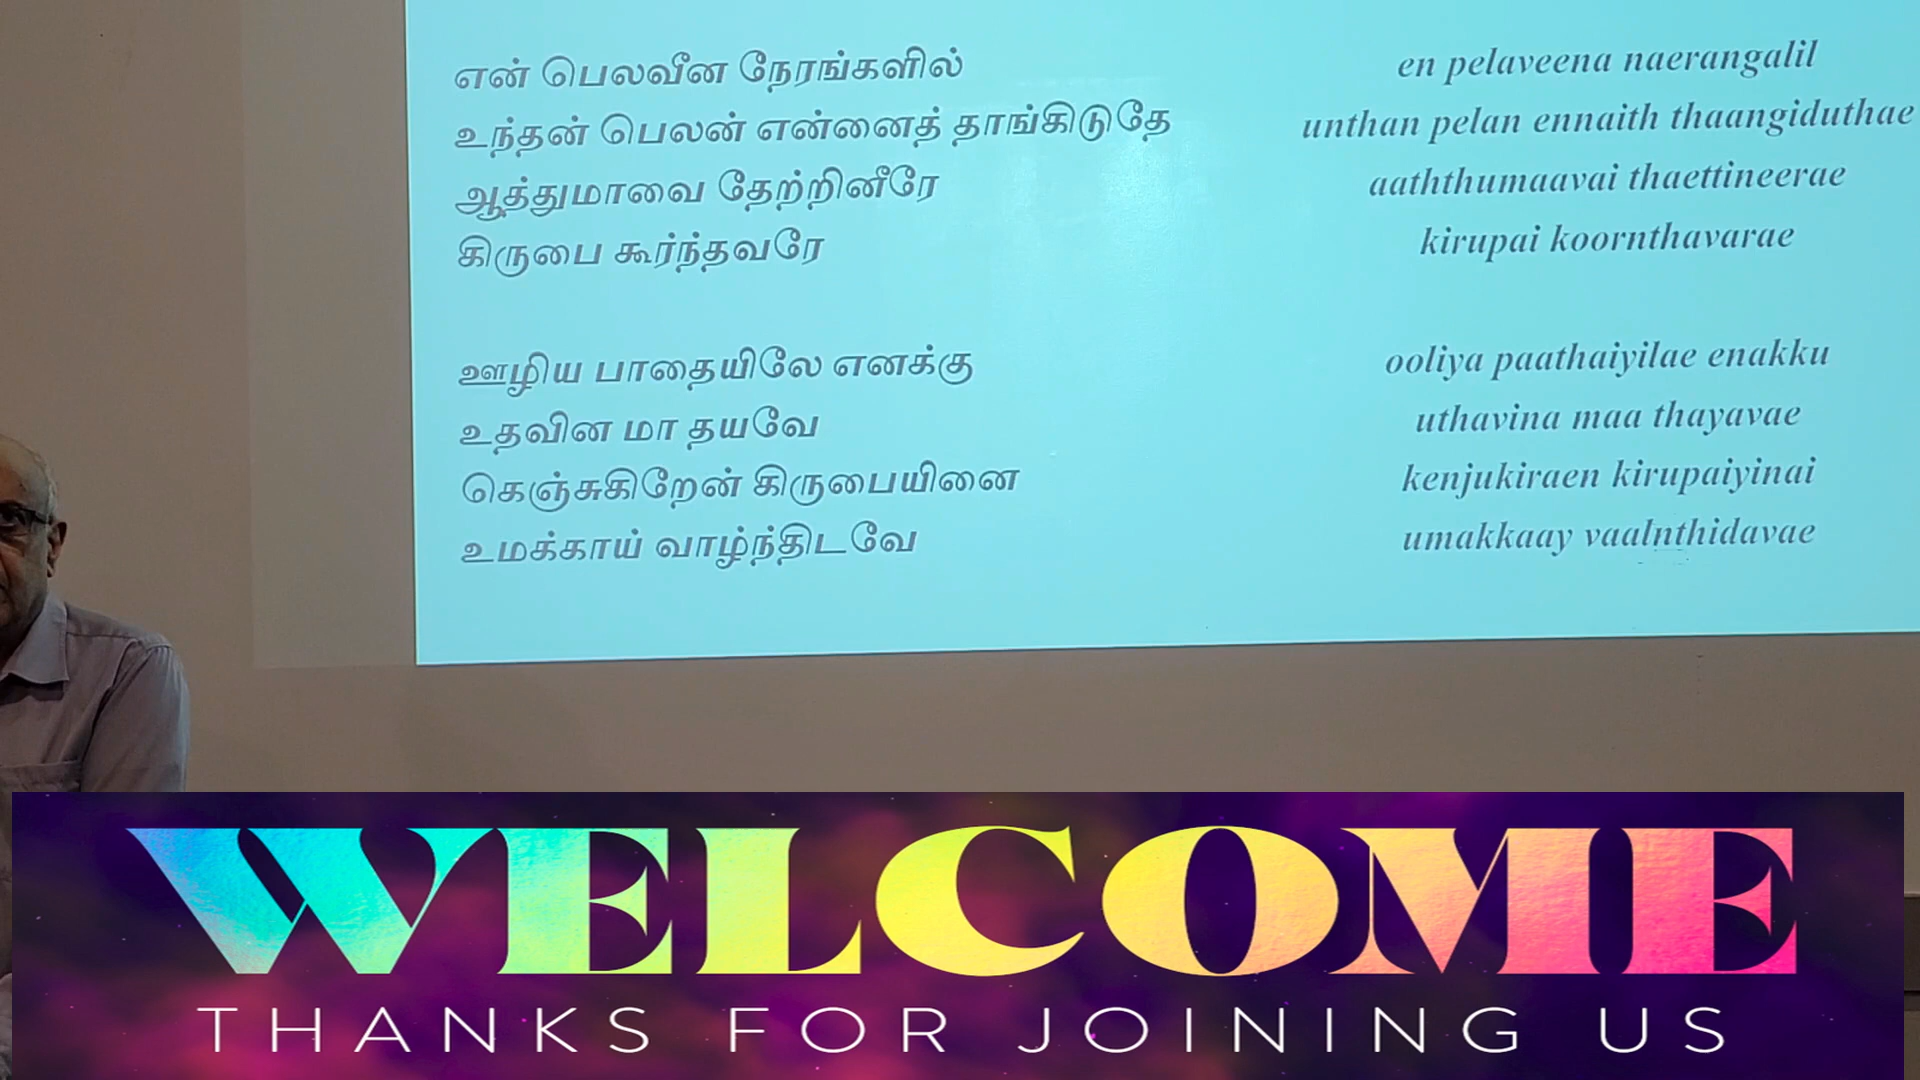 என் பெலவீன நேரங்களில்
உந்தன் பெலன் என்னைத் தாங்கிடுதே
ஆத்துமாவை தேற்றினீரே
கிருபை கூர்ந்தவரே
ஊழிய பாதையிலே எனக்கு
உதவின மா தயவே
கெஞ்சுகிறேன் கிருபையினை
உமக்காய் வாழ்ந்திடவே
en pelaveena naerangalil
unthan pelan ennaith thaangiduthae
aaththumaavai thaettineerae
kirupai koornthavarae
ooliya paathaiyilae enakku
uthavina maa thayavae
kenjukiraen kirupaiyinai
umakkaay vaalnthidavae
WELCOME
THANKS FOR JOINING US